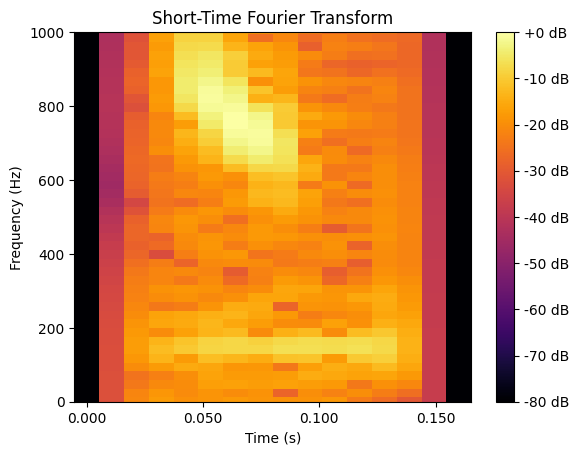 Short-Time Fourier Transform
Frequency (Hz)
1000
800
600
400
200
0
0.000
0.050
0.100
0.150
Time (s)
+0 dB
-10 dB
-20 dB
-30 dB
-40 dB
-50 dB
-60 dB
-70 dB
-80 dB